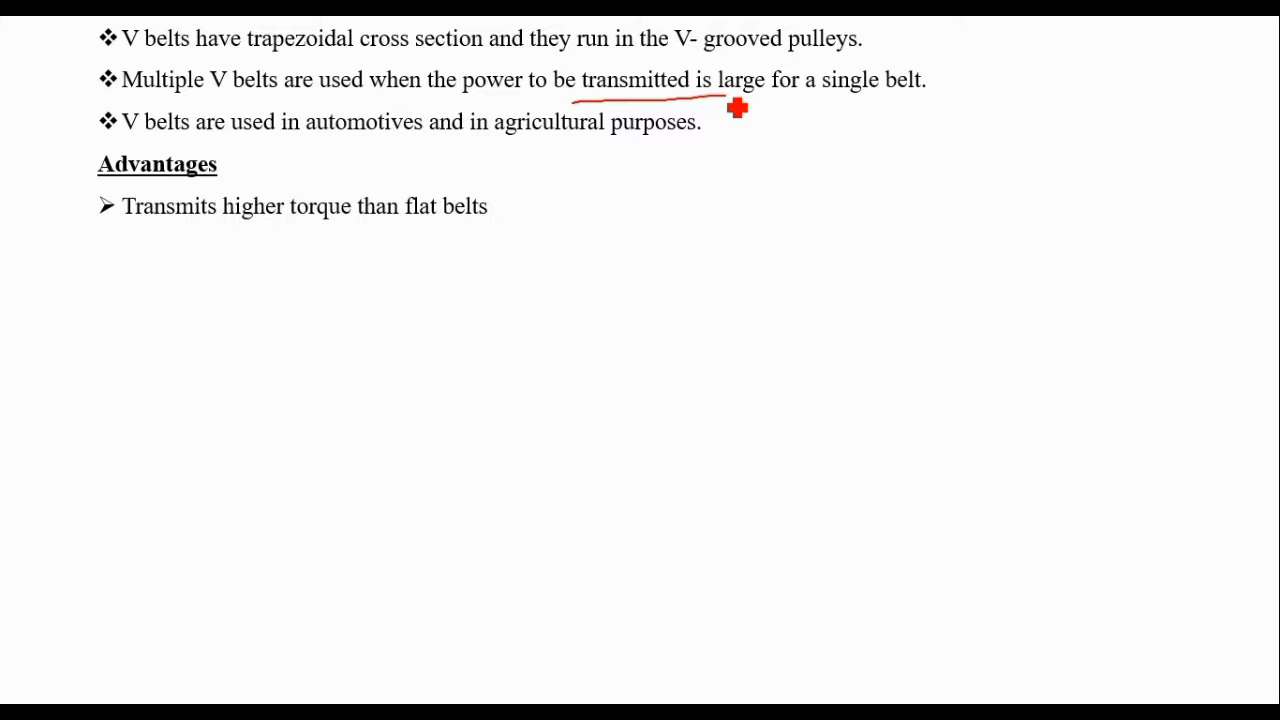 ❖ V belts have trapezoidal cross section and they run in the V- grooved pulleys.
❖ Multiple V belts are used when the power to be transmitted is large for a single belt.
❖ V belts are used in automotives and in agricultural purposes.
Advantages
➢ Transmits higher torque than flat belts